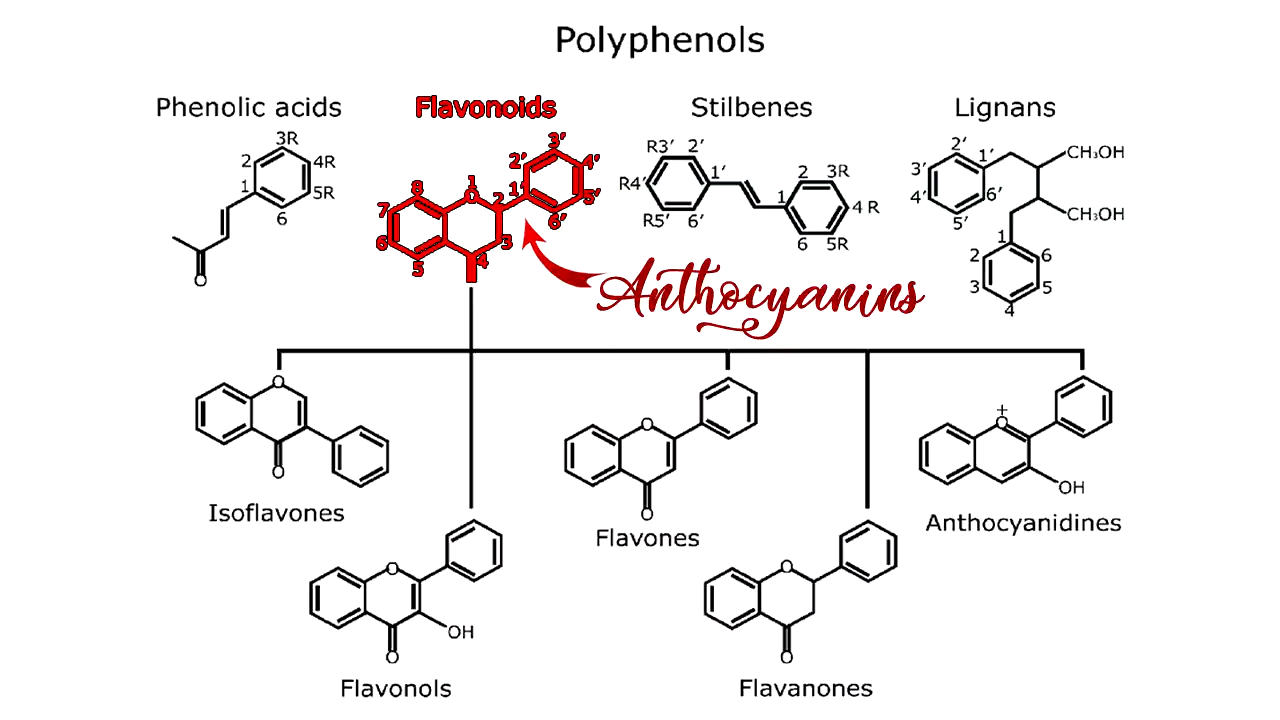 Polyphenols
Phenolic acids
Flavonoids
Stilbenes
Lignans
3R
2
4R
1
5R
6
O
3'
2'
4'
1'
5'
6'
8
1
O
2
7
6
3
5
4
R3'
2'
1'
R4'
R5'
6'
2
3R
1
4 R
6
5R
2'
1'
CH₃OH
3'
4'
6'
5'
CH₃OH
1
2
6
3
5
4
Anthocyanins
O
O
Isoflavones
O
O
Flavones
+
O
OH
Anthocyanidines
O
OH
O
Flavonols
O
O
Flavanones